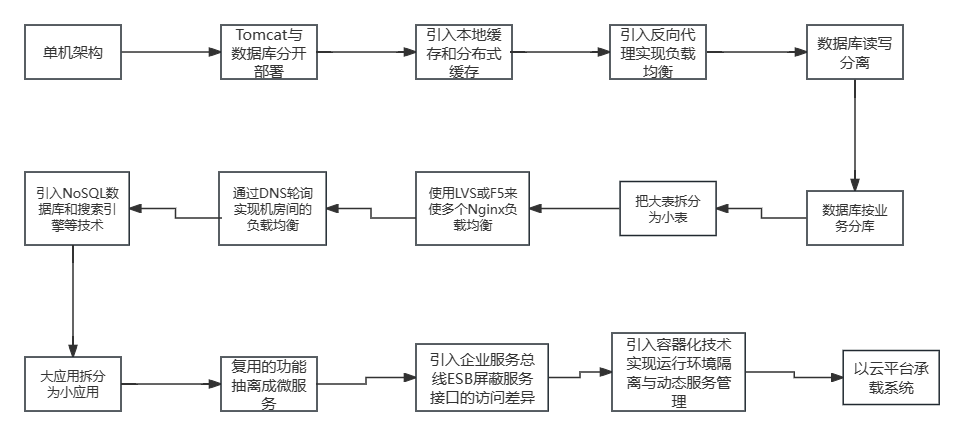 单机架构
Tomcat与
数据库分开
部署
引入本地缓
存和分布式
缓存
引入反向代
理实现负载
均衡
数据库读写
分离
数据库按业
务分库
把大表拆分
为小表
使用LVS或F5来
使多个Nginx负
载均衡
通过DNS轮询
实现机房间的
负载均衡
引入NoSQL数
据库和搜索引
擎等技术
大应用拆分
为小应用
复用的功能
抽离成微服
务
引入企业服务总
线ESB屏蔽服务
接口的访问差异
引入容器化技术
实现运行环境隔
离与动态服务管
理
以云平台承
载系统